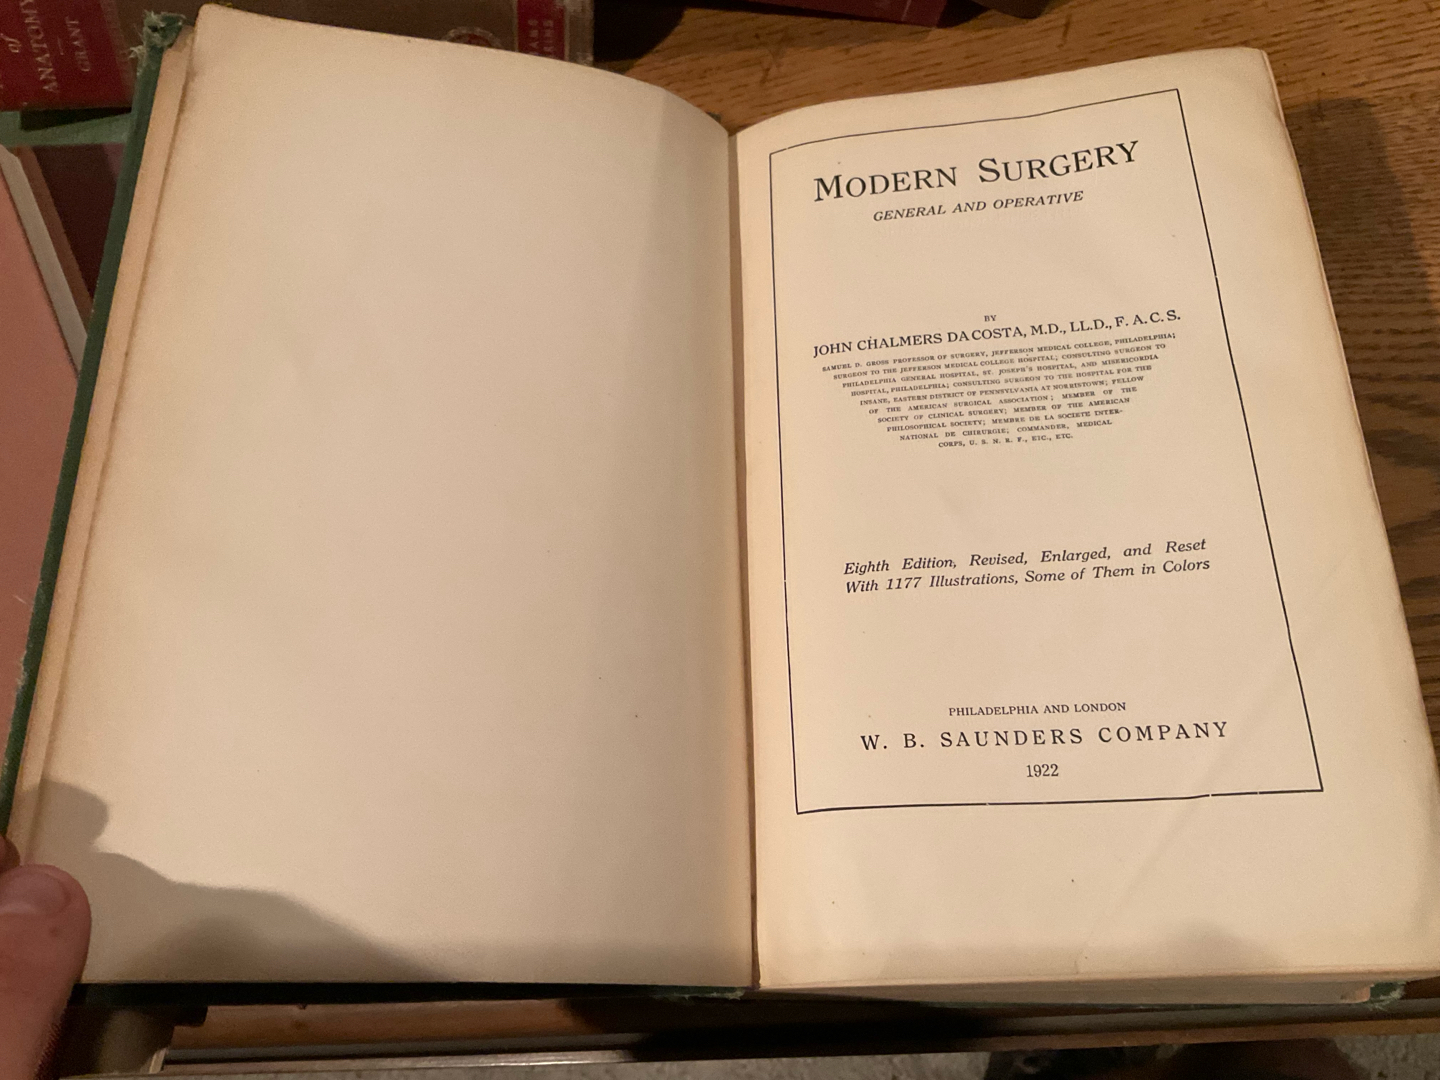 of
ANATOMY
GRANT
MODERN SURGERY
GENERAL AND OPERATIVE
BY
JOHN CHALMERS DACOSTA, M.D., LL.D., F. A. C. S.
SAMUEL D. GROSS PROFESSOR OF SURGERY, JEFFERSON MEDICAL COLLEGE, PHILADELPHIA;
SURGEON TO THE JEFFERSON MEDICAL COLLEGE HOSPITAL; CONSULTING SURGEON TO
PHILADELPHIA GENERAL HOSPITAL, ST. JOSEPH'S HOSPITAL, AND MISERICORDIA
HOSPITAL, PHILADELPHIA; CONSULTING SURGEON TO THE HOSPITAL FOR THE
INSANE, EASTERN DISTRICT OF PENNSYLVANIA AT NORRISTOWN; FELLOW
OF THE AMERICAN SURGICAL ASSOCIATION; MEMBER OF THE
SOCIETY OF CLINICAL SURGERY; MEMBER OF THE AMERICAN
PHILOSOPHICAL SOCIETY; MEMBRE DE LA SOCIETE INTER-
NATIONAL DE CHIRURGIE; COMMANDER, MEDICAL
CORPS, U. S. N. R. F., ETC., ETC.
Eighth Edition, Revised, Enlarged, and Reset
With 1177 Illustrations, Some of Them in Colors
PHILADELPHIA AND LONDON
W. B. SAUNDERS COMPANY
1922